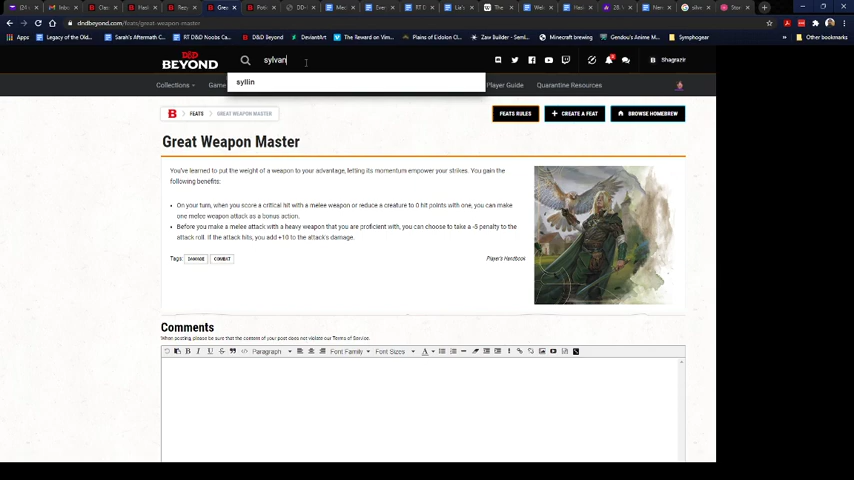 dndbeyond.com/feats/great-weapon-master
Apps
Legacy of the Old...
Sarah's Aftermath C...
RT D&D Noobs Ca...
D&D Beyond
DeviantArt
The Reward on Vim...
Plains of Eidolon Cl...
Zaw Builder - Semli...
Minecraft brewing
Gendou's Anime M...
Symphogear
Other bookmarks
D&D
BEYOND
sylvan
syllin
Shagrazir
Collections
Game
Player Guide
Quarantine Resources
FEATS
GREAT WEAPON MASTER
FEATS RULES
CREATE A FEAT
BROWSE HOMEBREW
Great Weapon Master
You've learned to put the weight of a weapon to your advantage, letting its momentum empower your strikes. You gain the
following benefits:
• On your turn, when you score a critical hit with a melee weapon or reduce a creature to 0 hit points with one, you can make
one melee weapon attack as a bonus action.
• Before you make a melee attack with a heavy weapon that you are proficient with, you can choose to take a -5 penalty to the
attack roll. If the attack hits, you add +10 to the attack's damage.
Tags: DAMAGE COMBAT
Player's Handbook
Comments
When posting please be sure that the content of your post does not violate our Terms of Service.
Paragraph
Font Family
Font Sizes